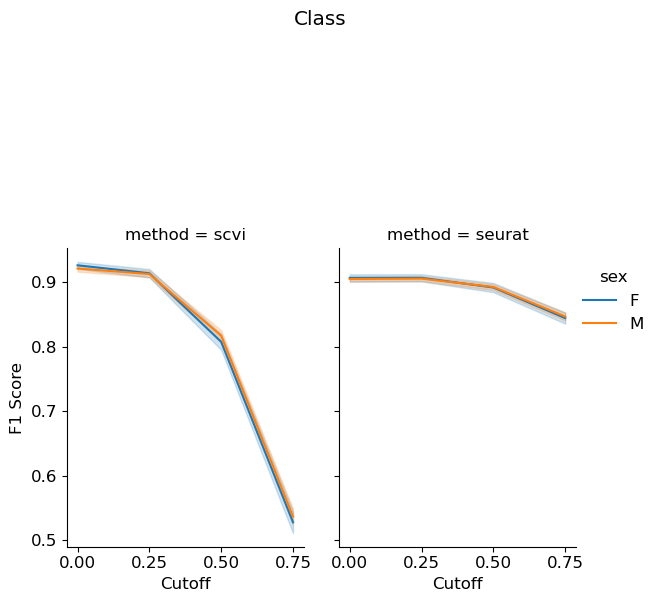 Class
method = scvi
method = seurat
sex
F
M
F1 Score
0.9
0.8
0.7
0.6
0.5
0.00 0.25 0.50 0.75
0.00 0.25 0.50 0.75
Cutoff
Cutoff